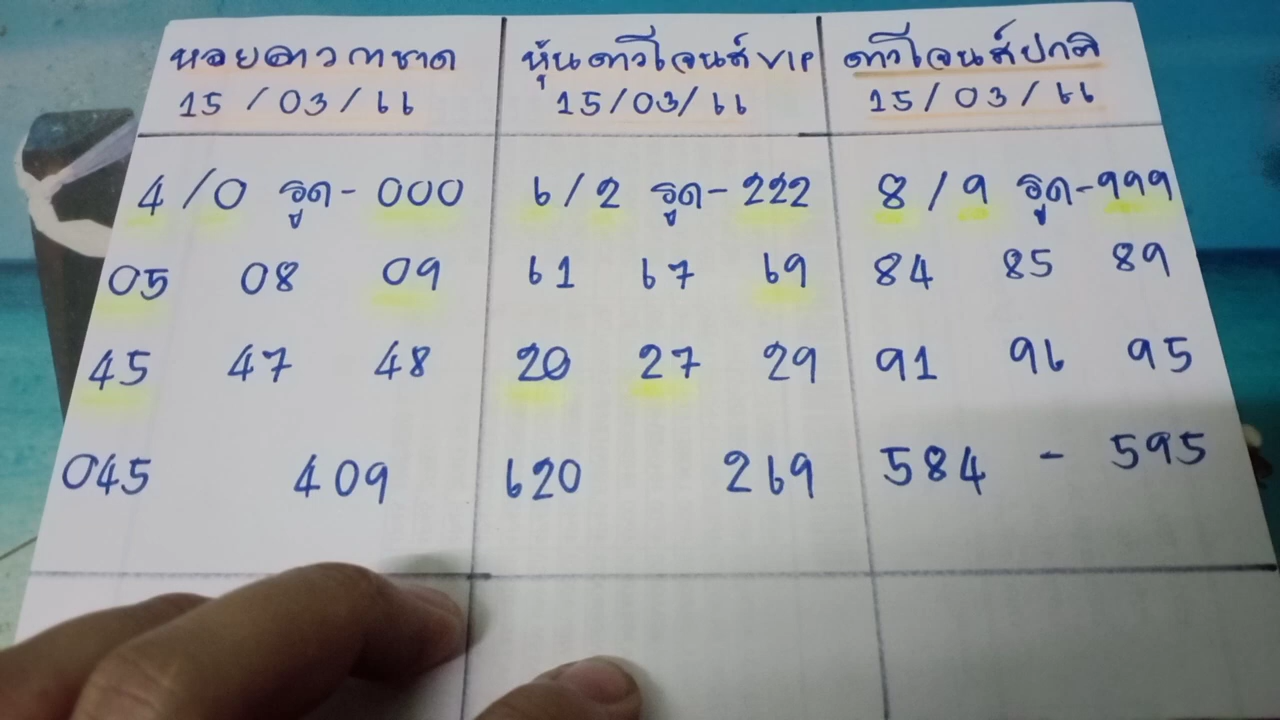 หวยลาวกาชาด
15 / 03 / 66
4 / 0 รูด - 000
05 08 09
45 47 48
045 409
หุ้นดาวโจนส์ VIP
15/03/66
6 / 2 รูด - 222
61 67 69
20 27 29
620 269
ดาวโจนส์ปกติ
15 / 03 / 66
8 / 9 รูด - 999
84 85 89
91 96 95
584 - 595